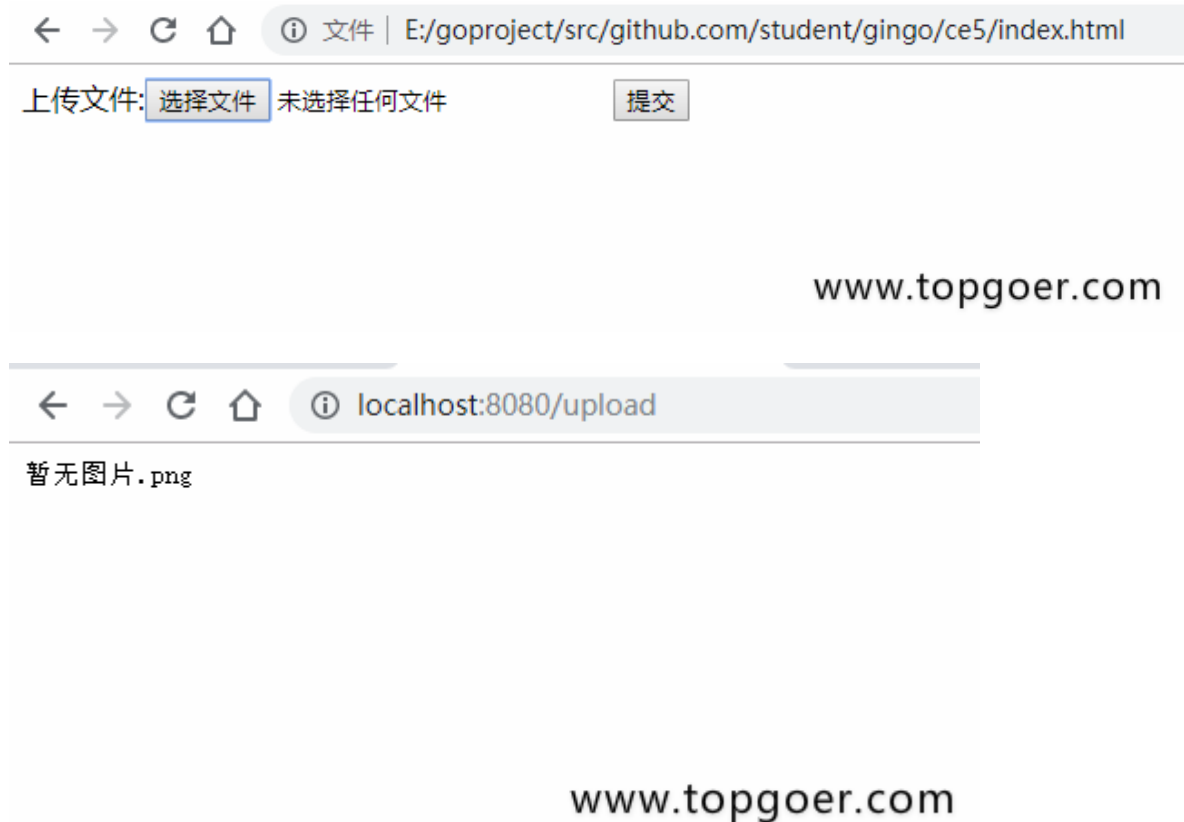 文件 E:/goproject/src/github.com/student/gingo/ce5/index.html
上传文件: 选择文件 未选择任何文件 提交
www.topgoer.com
localhost:8080/upload
暂无图片.png
www.topgoer.com